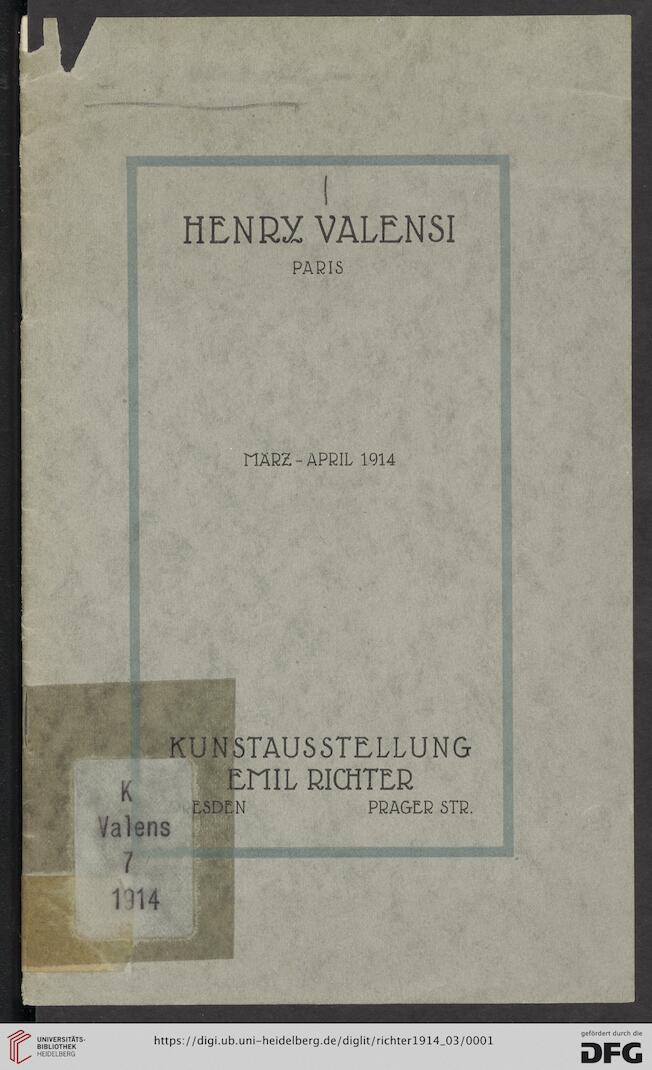 HENRY VALENSI
PARIS
MÄRZ - APRIL 1914
KUNSTAUSSTELLUNG
EMIL RICHTER
DRESDEN PRAGER STR.
K
Valens
7
1914
UNIVERSITÄTS-
BIBLIOTHEK
HEIDELBERG
https://digi.ub.uni-heidelberg.de/diglit/richter1914_03/0001
gefördert durch die
DFG